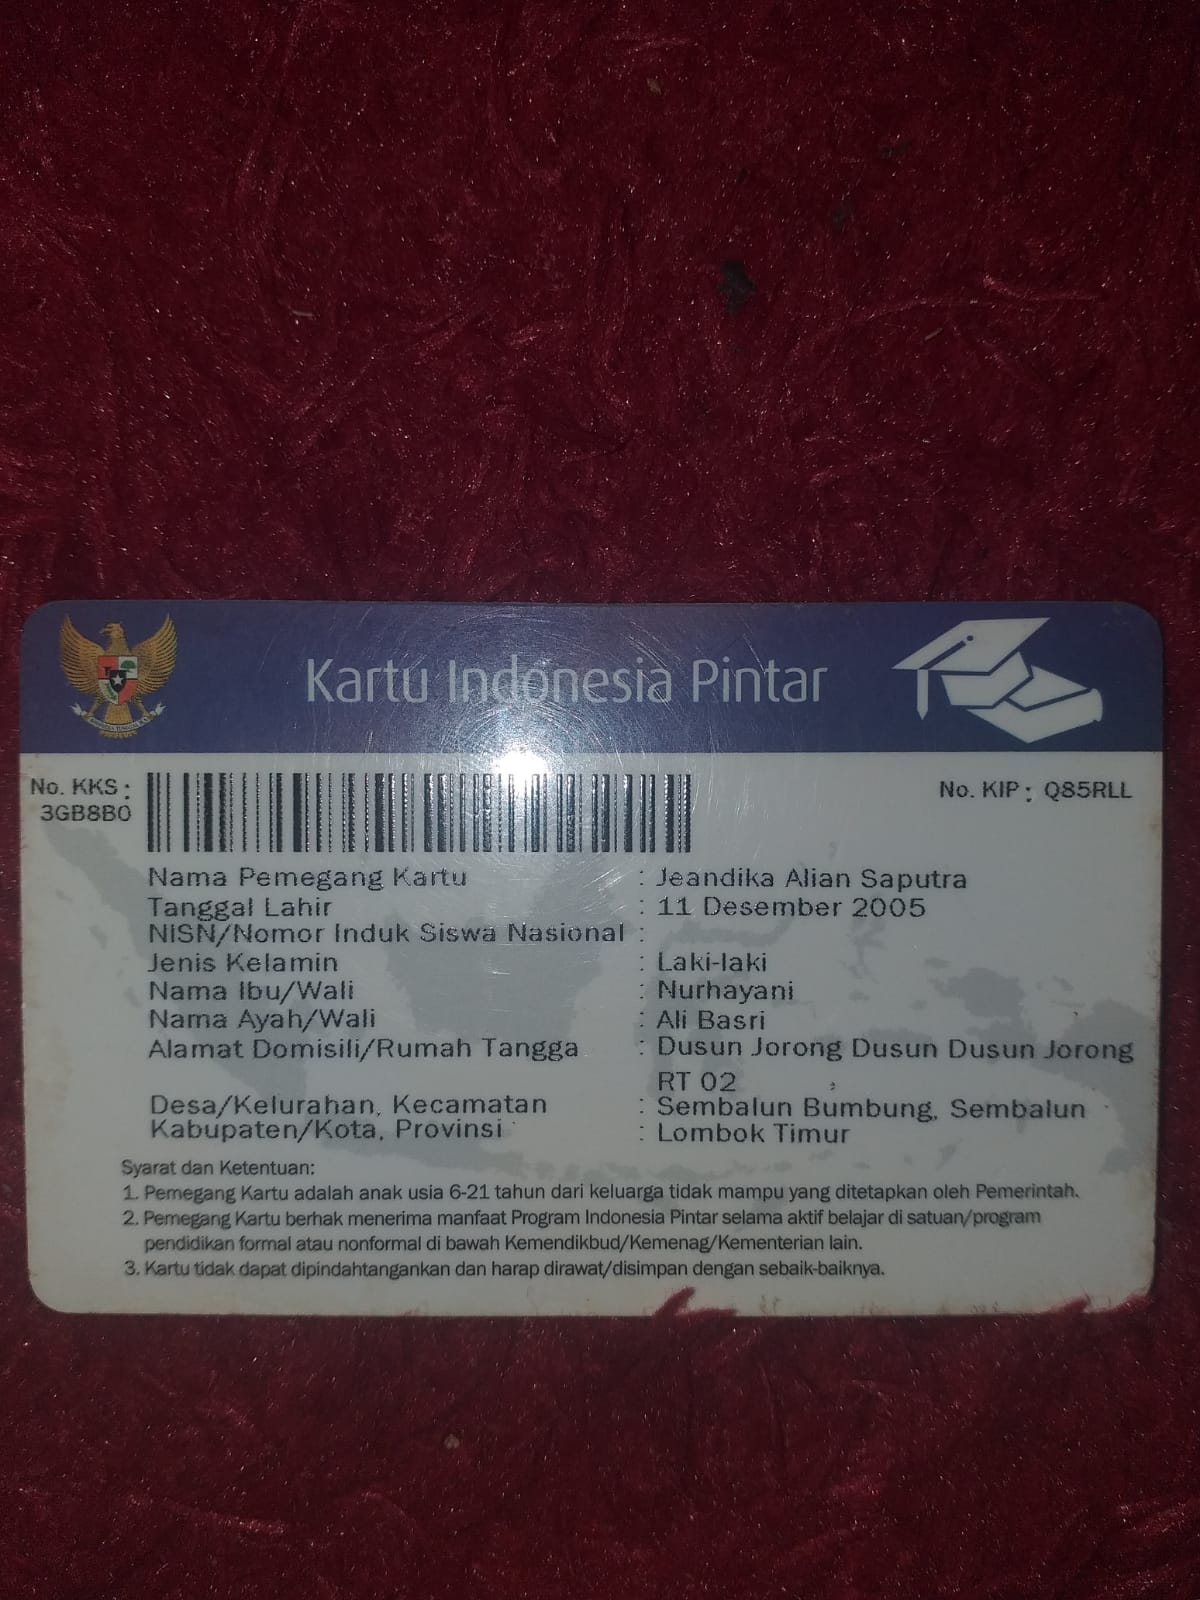 Kartu Indonesia Pintar
No. KKS :
3GB8B0
No. KIP : Q85RLL
Nama Pemegang Kartu : Jeandika Alian Saputra
Tanggal Lahir : 11 Desember 2005
NISN/Nomor Induk Siswa Nasional :
Jenis Kelamin : Laki-laki
Nama Ibu/Wali : Nurhayani
Nama Ayah/Wali : Ali Basri
Alamat Domisili/Rumah Tangga : Dusun Jorong Dusun Dusun Jorong
RT 02
Desa/Kelurahan, Kecamatan : Sembalun Bumbung, Sembalun
Kabupaten/Kota, Provinsi : Lombok Timur
Syarat dan Ketentuan:
1. Pemegang Kartu adalah anak usia 6-21 tahun dari keluarga tidak mampu yang ditetapkan oleh Pemerintah.
2. Pemegang Kartu berhak menerima manfaat Program Indonesia Pintar selama aktif belajar di satuan/program
pendidikan formal atau nonformal di bawah Kemendikbud/Kemenag/Kementerian lain.
3. Kartu tidak dapat dipindahtangankan dan harap dirawat/disimpan dengan sebaik-baiknya.